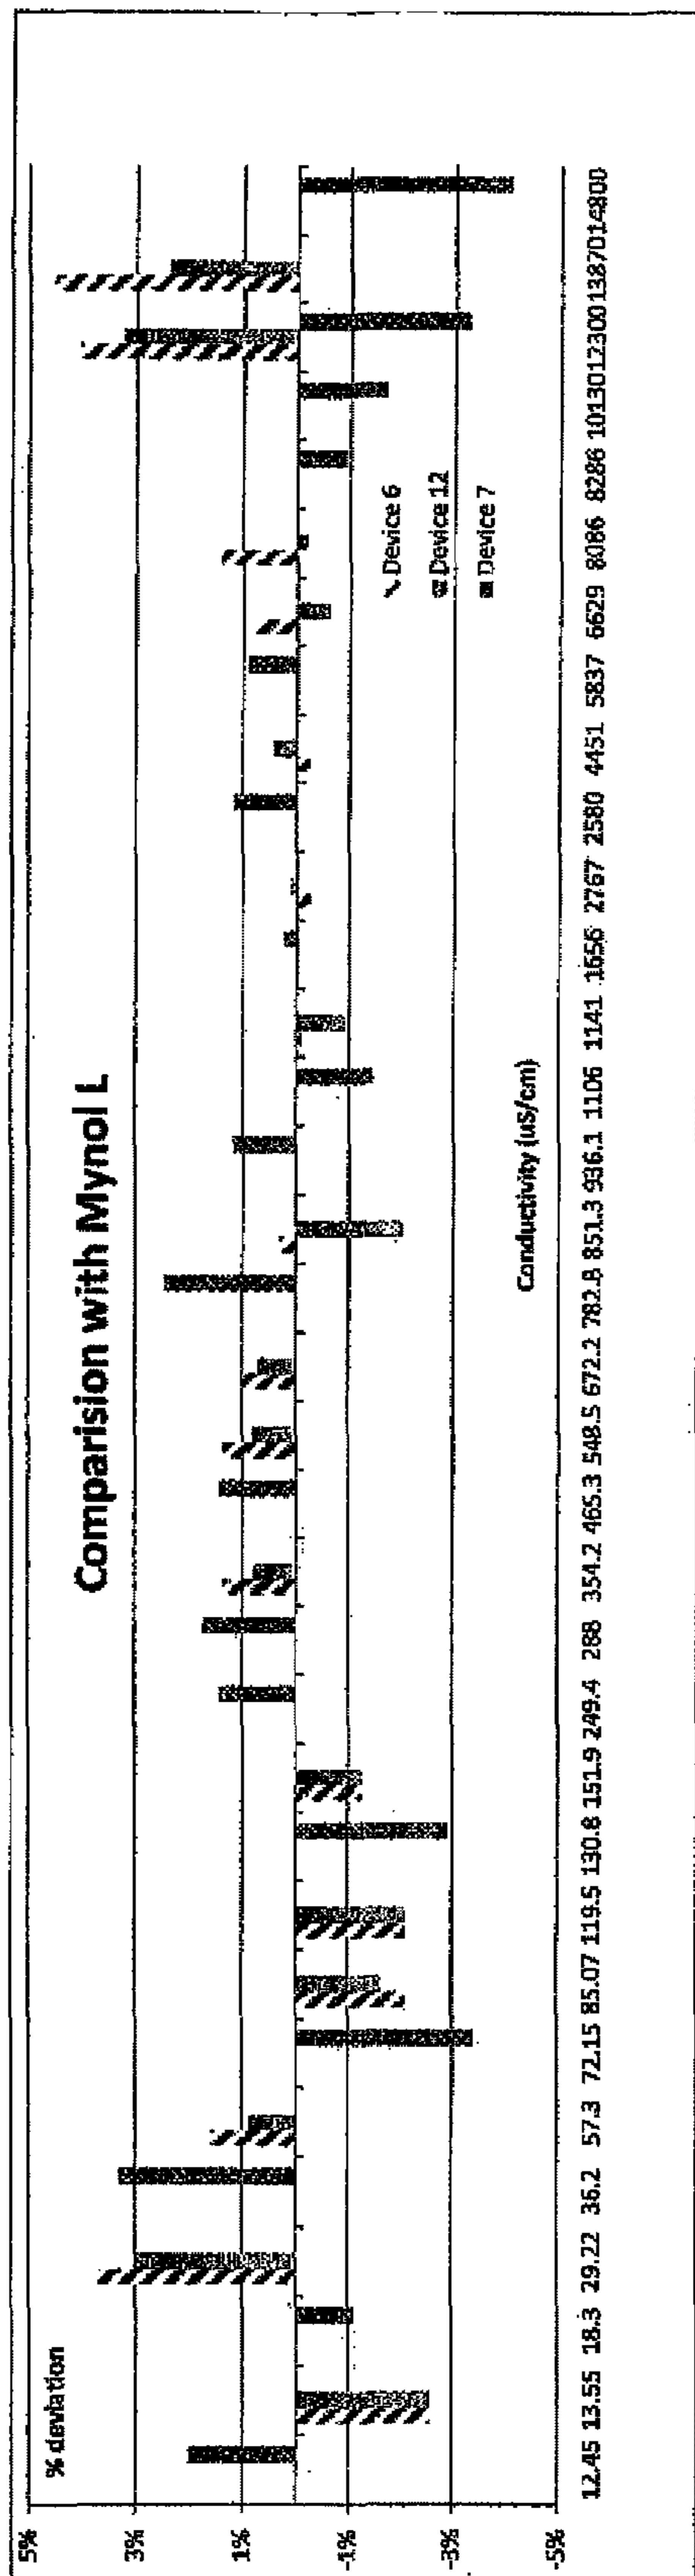 Comparision with Mynol L
% deviation
5%
3%
1%
-1%
-3%
-5%
Device 6
Device 12
Device 7
Conductivity (uS/cm)
12.45 13.55 18.3 29.22 36.2 57.3 72.15 85.07 119.5 130.8 151.9 249.4 288 354.2 465.3 548.5 672.2 782.8 851.3 936.1 1106 1141 1656 2767 2580 4451 5837 6629 8086 8286 10130 12300 13870 14800